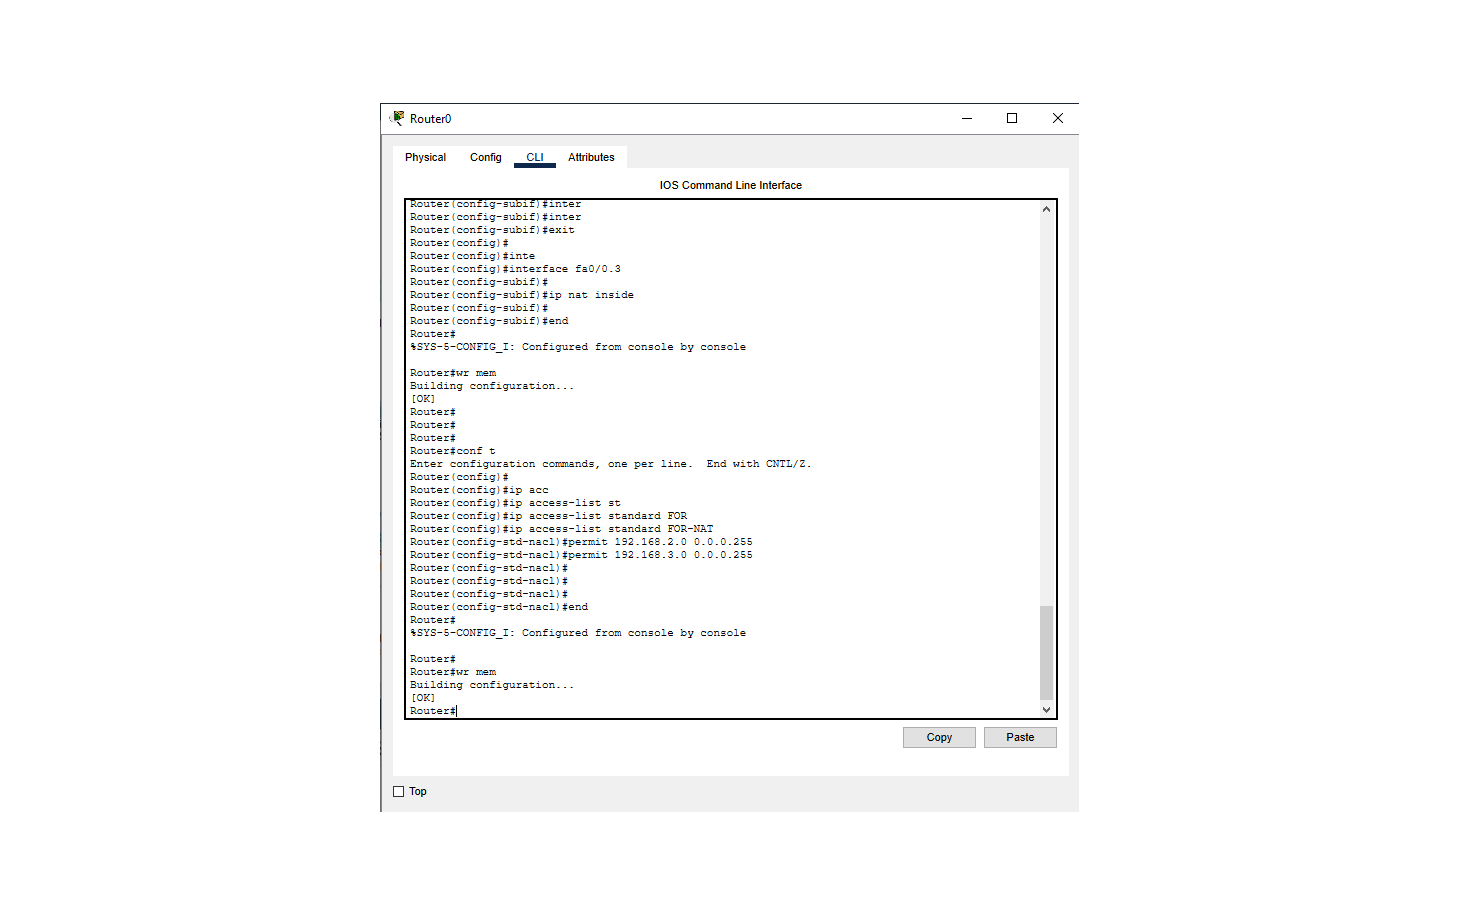 Router0
Physical Config CLI Attributes
IOS Command Line Interface
Router(config-subif)#inter
Router(config-subif)#inter
Router(config-subif)#exit
Router(config)#
Router(config)#inte
Router(config)#interface fa0/0.3
Router(config-subif)#
Router(config-subif)#ip nat inside
Router(config-subif)#
Router(config-subif)#end
Router#
%SYS-5-CONFIG_I: Configured from console by console
Router#wr mem
Building configuration...
[OK]
Router#
Router#
Router#
Router#conf t
Enter configuration commands, one per line.  End with CNTL/Z.
Router(config)#
Router(config)#ip acc
Router(config)#ip access-list st
Router(config)#ip access-list standard FOR
Router(config)#ip access-list standard FOR-NAT
Router(config-std-nacl)#permit 192.168.2.0 0.0.0.255
Router(config-std-nacl)#permit 192.168.3.0 0.0.0.255
Router(config-std-nacl)#
Router(config-std-nacl)#
Router(config-std-nacl)#
Router(config-std-nacl)#end
Router#
%SYS-5-CONFIG_I: Configured from console by console
Router#
Router#wr mem
Building configuration...
[OK]
Router#
Copy Paste
Top